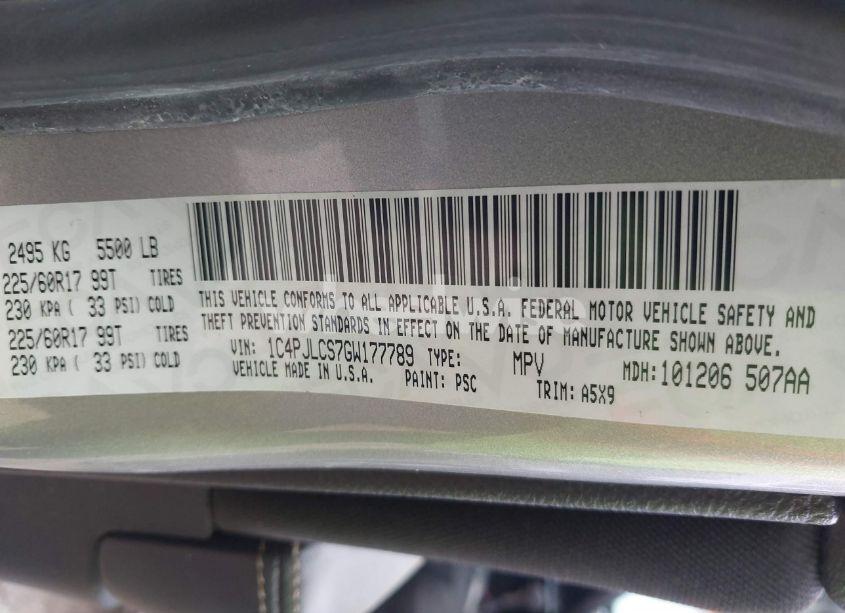 2495 KG 5500 LB
225/60R17 99T TIRES
230 KPA ( 33 PSI) COLD
225/60R17 99T TIRES
230 KPA ( 33 PSI) COLD
THIS VEHICLE CONFORMS TO ALL APPLICABLE U.S.A. FEDERAL MOTOR VEHICLE SAFETY AND
THEFT PREVENTION STANDARDS IN EFFECT ON THE DATE OF MANUFACTURE SHOWN ABOVE.
VIN: 1C4PJLCS7GW177789 TYPE: MPV MDH:101206 507AA
VEHICLE MADE IN U.S.A. PAINT: PSC TRIM: A5X9